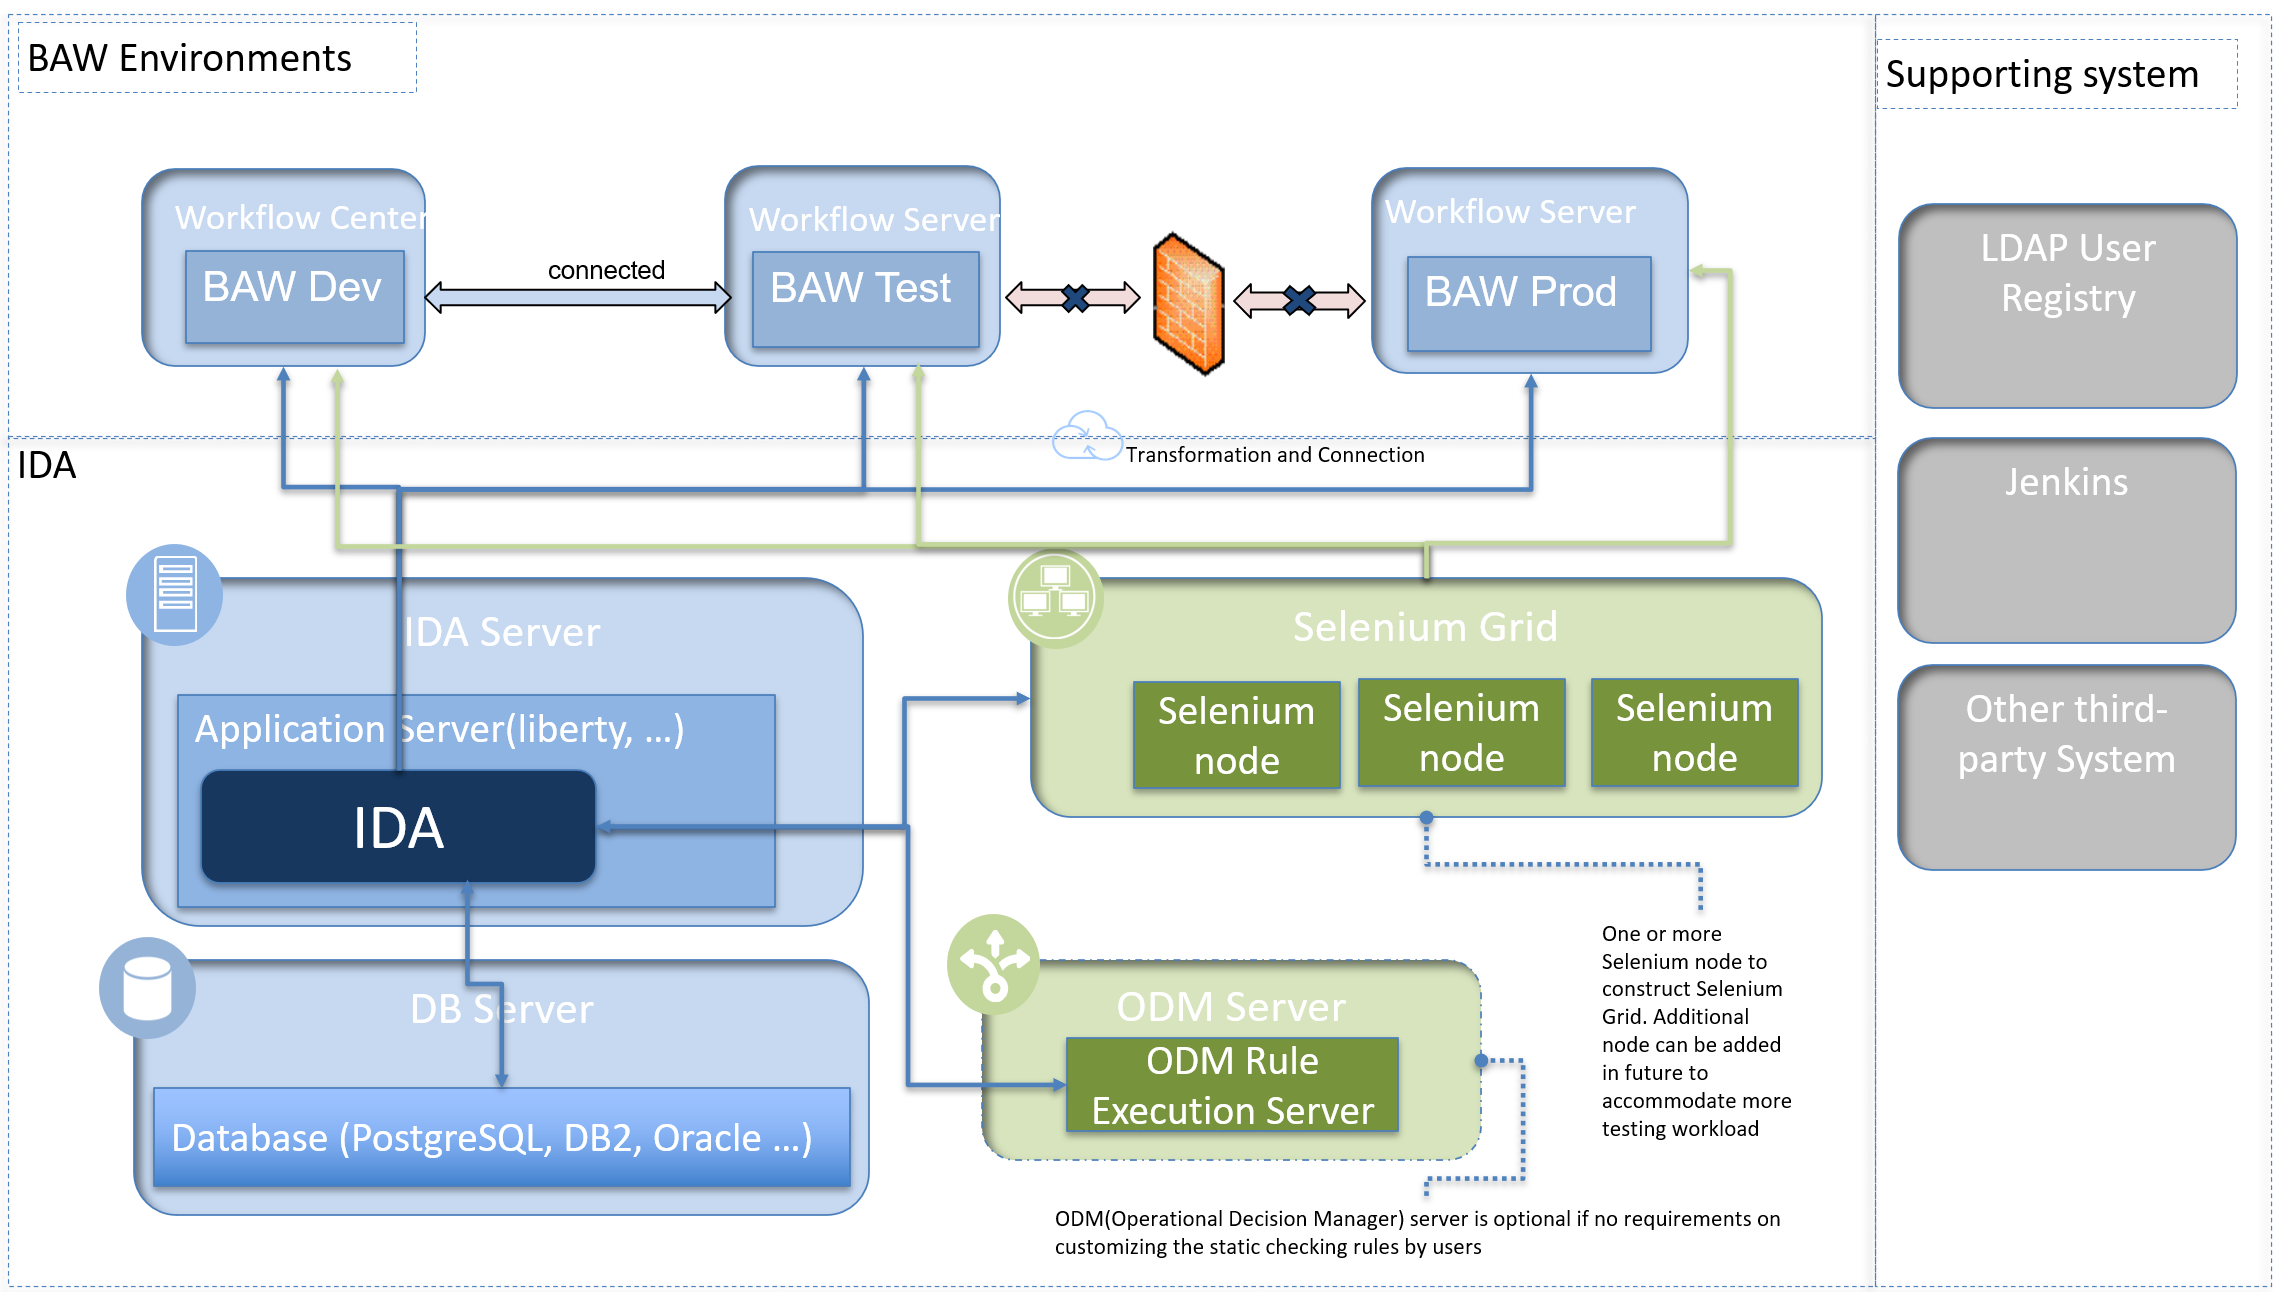 BAW Environments
Supporting system
Workflow Center
BAW Dev
connected
Workflow Server
BAW Test
Workflow Server
BAW Prod
LDAP User
Registry
Jenkins
Other third-
party System
Transformation and Connection
IDA
IDA Server
Application Server(liberty, ...)
IDA
DB Server
Database (PostgreSQL, DB2, Oracle ...)
Selenium Grid
Selenium
node
Selenium
node
Selenium
node
One or more
Selenium node to
construct Selenium
Grid. Additional
node can be added
in future to
accommodate more
testing workload
ODM Server
ODM Rule
Execution Server
ODM(Operational Decision Manager) server is optional if no requirements on
customizing the static checking rules by users